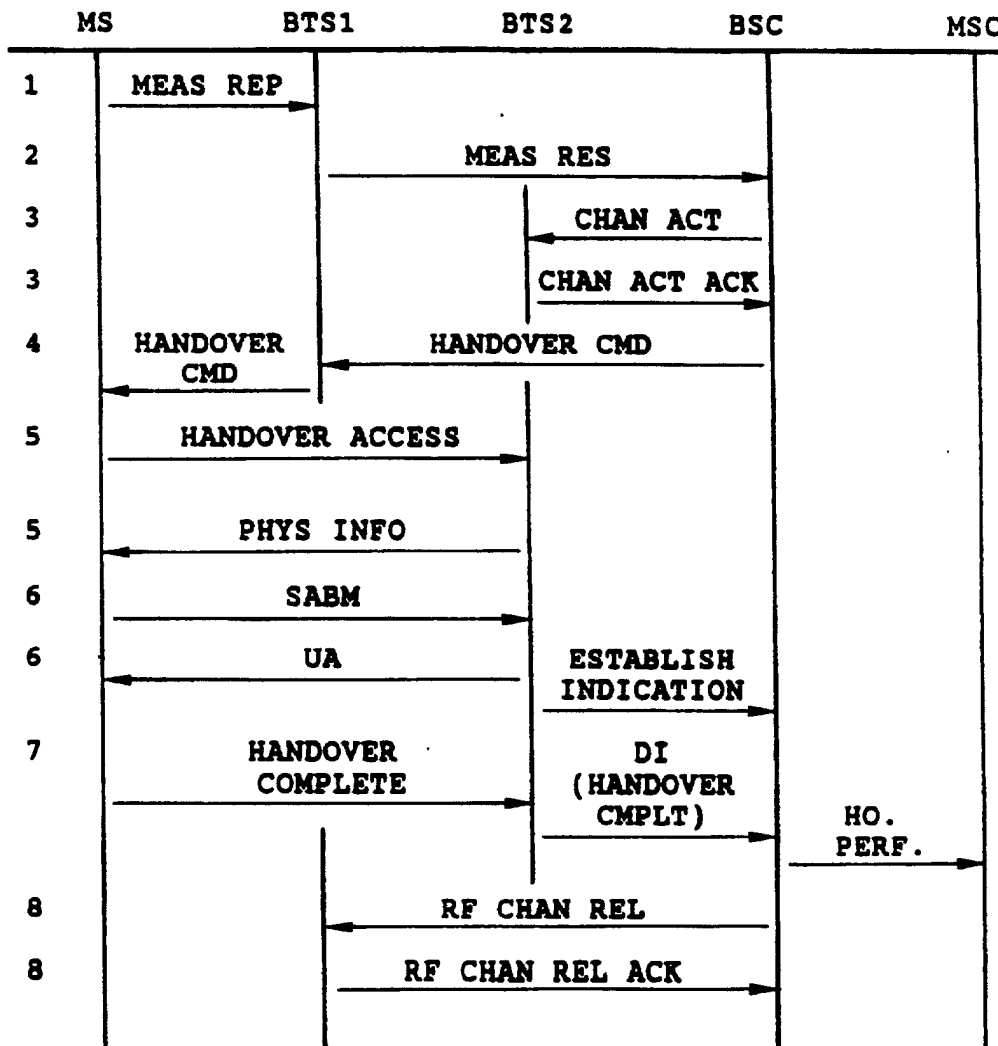 MS BTS1 BTS2 BSC MSC
1 MEAS REP
2 MEAS RES
3 CHAN ACT
3 CHAN ACT ACK
4 HANDOVER CMD HANDOVER CMD
5 HANDOVER ACCESS
5 PHYS INFO
6 SABM
6 UA ESTABLISH
INDICATION
7 HANDOVER
COMPLETE
DI
(HANDOVER
CMPLT)
HO.
PERF.
8 RF CHAN REL
8 RF CHAN REL ACK